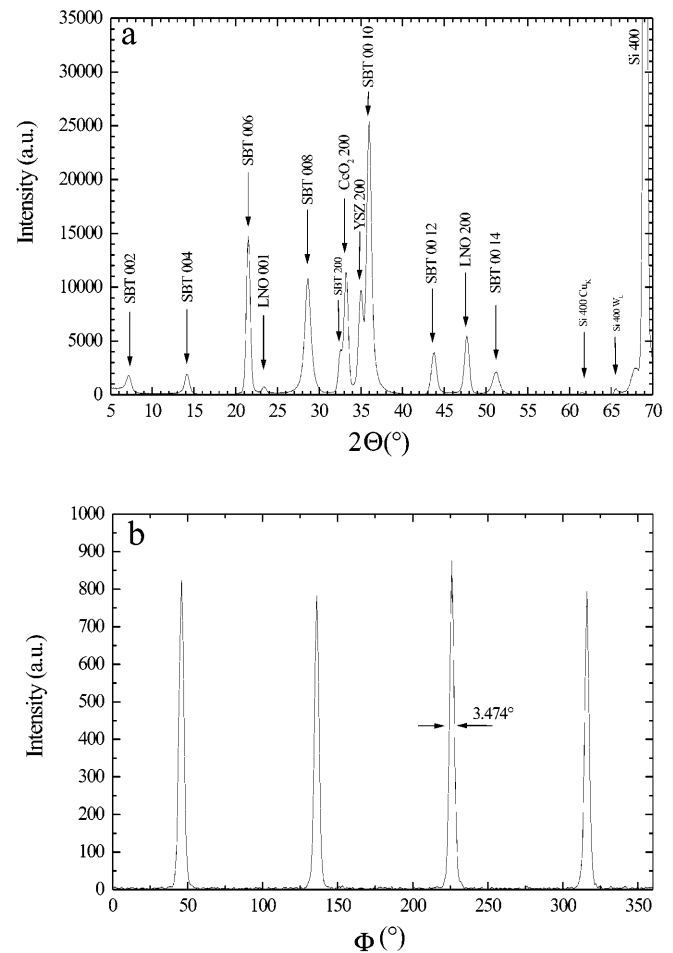 a
35000
30000
25000
20000
15000
10000
5000
0
Intensity (a.u.)
SBT 002
SBT 004
SBT 006
LNO 001
SBT 008
SBT 200
CeO2 200
YSZ 200
SBT 00 10
SBT 00 12
LNO 200
SBT 00 14
Si 400 CuK
Si 400 WL
Si 400
5 10 15 20 25 30 35 40 45 50 55 60 65 70
2Θ(°)
b
1000
900
800
700
600
500
400
300
200
100
0
Intensity (a.u.)
3.474°
0 50 100 150 200 250 300 350
Φ(°)